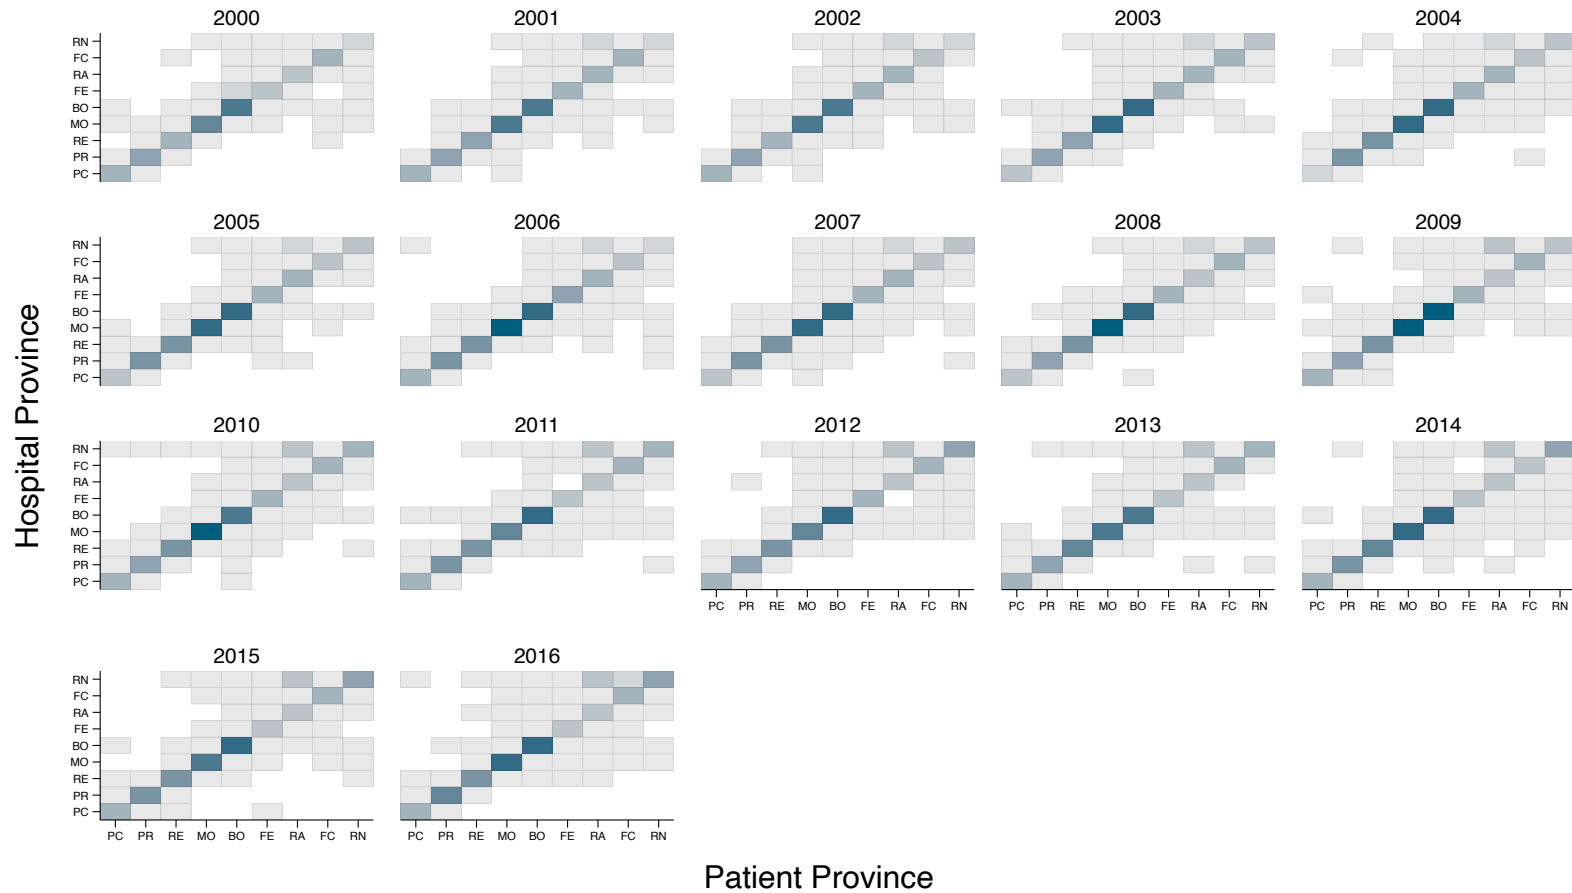 2000 2001 2002 2003 2004
RN
FC
RA
FE
BO
MO
RE
PR
PC
2005 2006 2007 2008 2009
RN
FC
RA
FE
BO
MO
RE
PR
PC
Hospital Province
2010 2011 2012 2013 2014
RN
FC
RA
FE
BO
MO
RE
PR
PC
PC PR RE MO BO FE RA FC RN PC PR RE MO BO FE RA FC RN PC PR RE MO BO FE RA FC RN
2015 2016
RN
FC
RA
FE
BO
MO
RE
PR
PC
PC PR RE MO BO FE RA FC RN PC PR RE MO BO FE RA FC RN
Patient Province